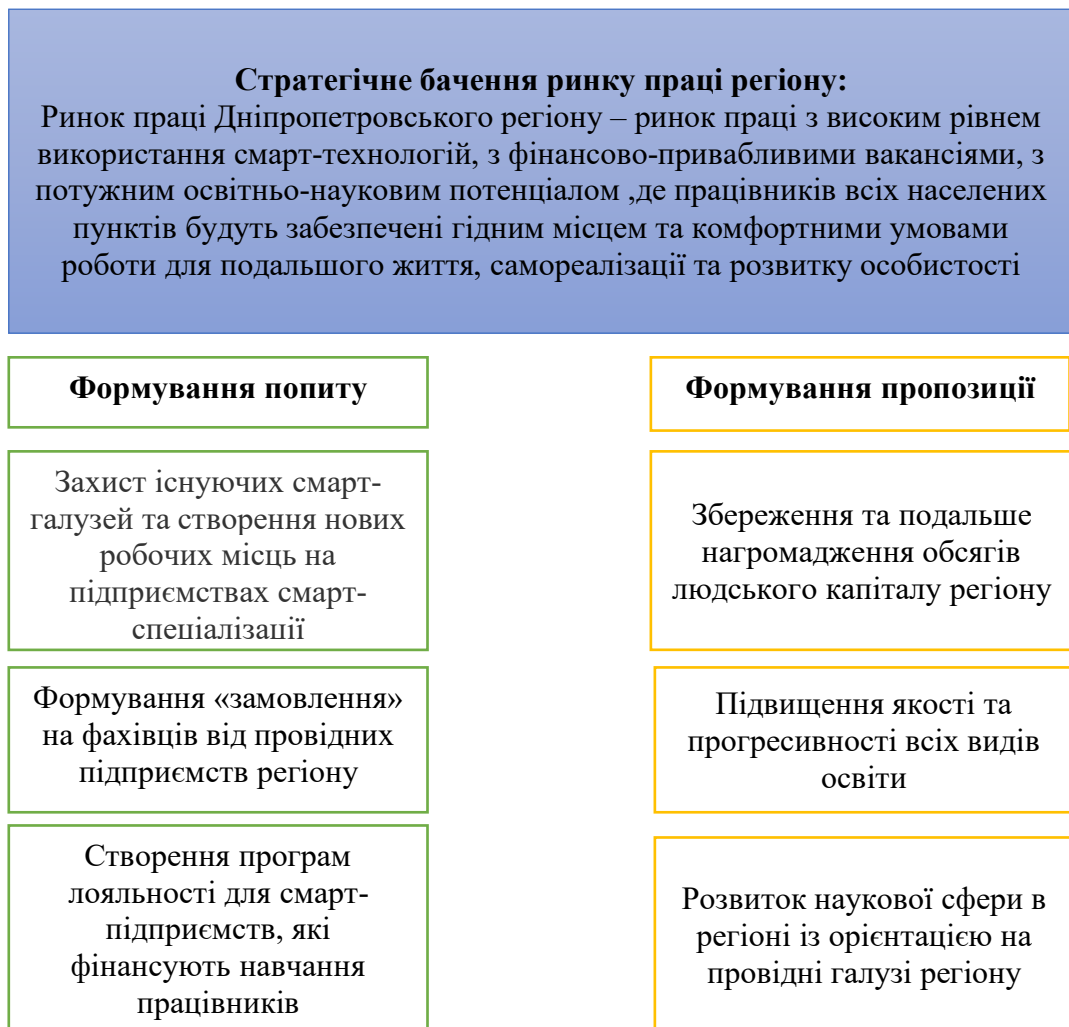 Стратегічне бачення ринку праці регіону:
Ринок праці Дніпропетровського регіону – ринок праці з високим рівнем
використання смарт-технологій, з фінансово-привабливими вакансіями, з
потужним освітньо-науковим потенціалом ,де працівників всіх населених
пунктів будуть забезпечені гідним місцем та комфортними умовами
роботи для подальшого життя, самореалізації та розвитку особистості
Формування попиту
Захист існуючих смарт-
галузей та створення нових
робочих місць на
підприємствах смарт-
спеціалізації
Формування «замовлення»
на фахівців від провідних
підприємств регіону
Створення програм
лояльності для смарт-
підприємств, які
фінансують навчання
працівників
Формування пропозиції
Збереження та подальше
нагромадження обсягів
людського капіталу регіону
Підвищення якості та
прогресивності всіх видів
освіти
Розвиток наукової сфери в
регіоні із орієнтацією на
провідні галузі регіону